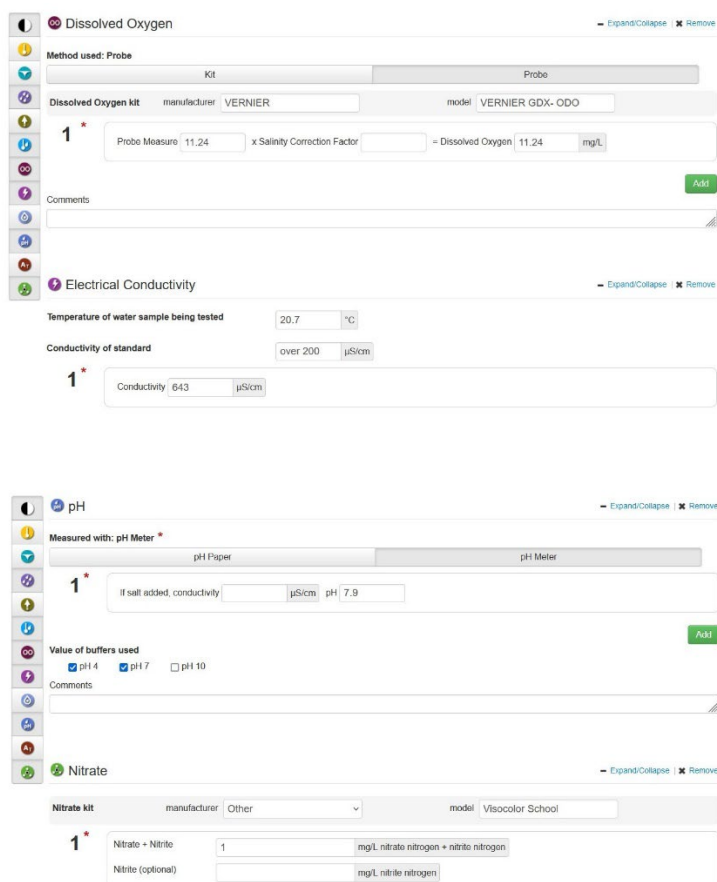 Dissolved Oxygen
Expand/Collapse | ✖ Remove
Method used: Probe
Kit Probe
Dissolved Oxygen kit manufacturer VERNIER model VERNIER GDX- ODO
1 * Probe Measure 11.24 x Salinity Correction Factor = Dissolved Oxygen 11.24 mg/L
Add
Comments
Electrical Conductivity
Expand/Collapse | ✖ Remove
Temperature of water sample being tested 20.7 °C
Conductivity of standard over 200 µS/cm
1 * Conductivity 643 µS/cm
pH
Expand/Collapse | ✖ Remove
Measured with: pH Meter *
pH Paper pH Meter
1 * If salt added, conductivity µS/cm pH 7.9
Add
Value of buffers used
pH 4 pH 7 pH 10
Comments
Nitrate
Expand/Collapse | ✖ Remove
Nitrate kit manufacturer Other model Visocolor School
1 * Nitrate + Nitrite 1 mg/L nitrate nitrogen + nitrite nitrogen
Nitrite (optional) mg/L nitrite nitrogen